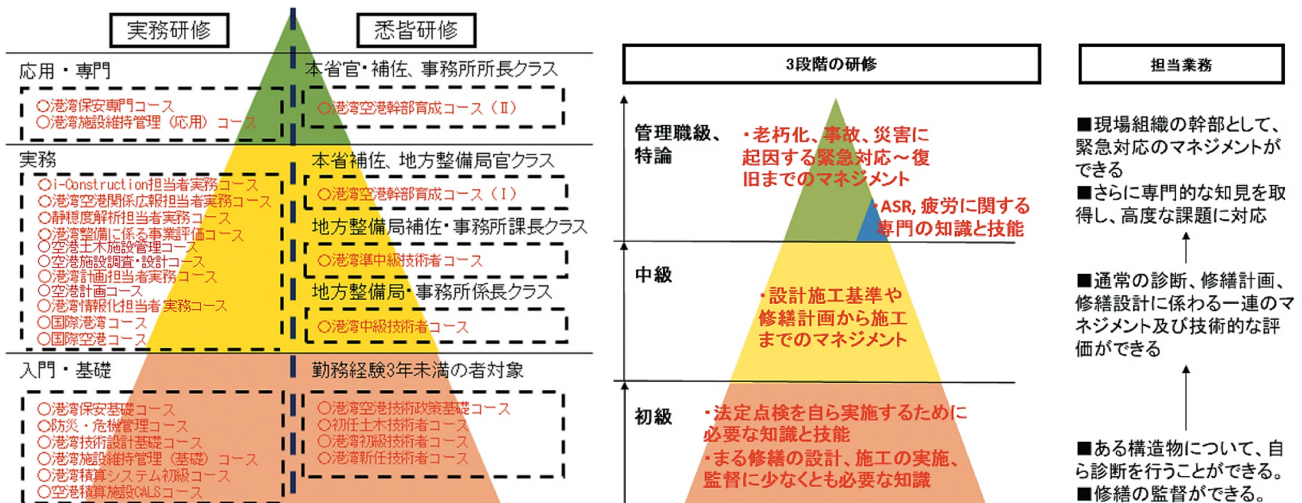 実務研修
悉皆研修
応用・専門
○港湾保安専門コース
○港湾施設維持管理（応用）コース
本省官・補佐、事務所所長クラス
○港湾空港幹部育成コース（Ⅱ）
実務
○i-Construction担当者実務コース
○港湾空港関係広報担当者実務コース
○静穏度解析担当者実務コース
○港湾整備に係る事業評価コース
○空港土木施設管理コース
○空港施設調査・設計コース
○港湾計画担当者実務コース
○空港計画コース
○港湾情報化担当者実務コース
○国際港湾コース
○国際空港コース
本省補佐、地方整備局官クラス
○港湾空港幹部育成コース（Ⅰ）
地方整備局補佐・事務所課長クラス
○港湾準中級技術者コース
地方整備局・事務所係長クラス
○港湾中級技術者コース
入門・基礎
○港湾保安基礎コース
○防災・危機管理コース
○港湾技術設計基礎コース
○港湾施設維持管理（基礎）コース
○港湾積算システム初級コース
○空港積算施設CALSコース
勤務経験3年未満の者対象
○港湾空港技術政策基礎コース
○初任土木技術者コース
○港湾初級技術者コース
○港湾新任技術者コース
3段階の研修
管理職級、
特論
・老朽化、事故、災害に
起因する緊急対応～復
旧までのマネジメント
・ASR,疲労に関する
専門の知識と技能
中級
・設計施工基準や
修繕計画から施工
までのマネジメント
初級
・法定点検を自ら実施するために
必要な知識と技能
・まる修繕の設計、施工の実施、
監督に少なくとも必要な知識
担当業務
■現場組織の幹部として、
緊急対応のマネジメントが
できる
■さらに専門的な知見を取
得し、高度な課題に対応
■通常の診断、修繕計画、
修繕設計に係わる一連のマ
ネジメント及び技術的な評
価ができる
■ある構造物について、自
ら診断を行うことができる。
■修繕の監督ができる。